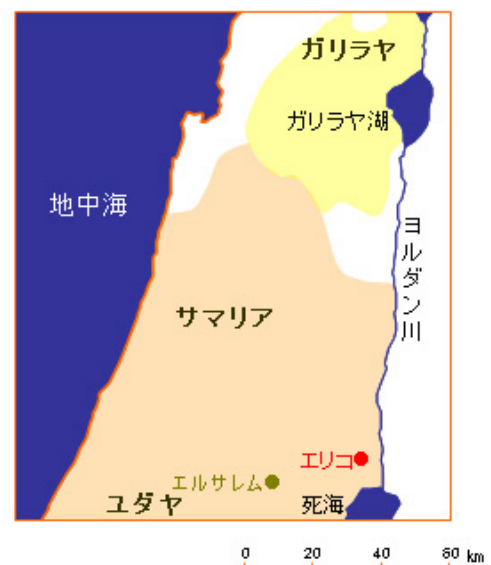 ガリラヤ
ガリラヤ湖
地中海
ヨルダン川
サマリア
エリコ
エルサレム
ユダヤ
死海
0 20 40 60 km